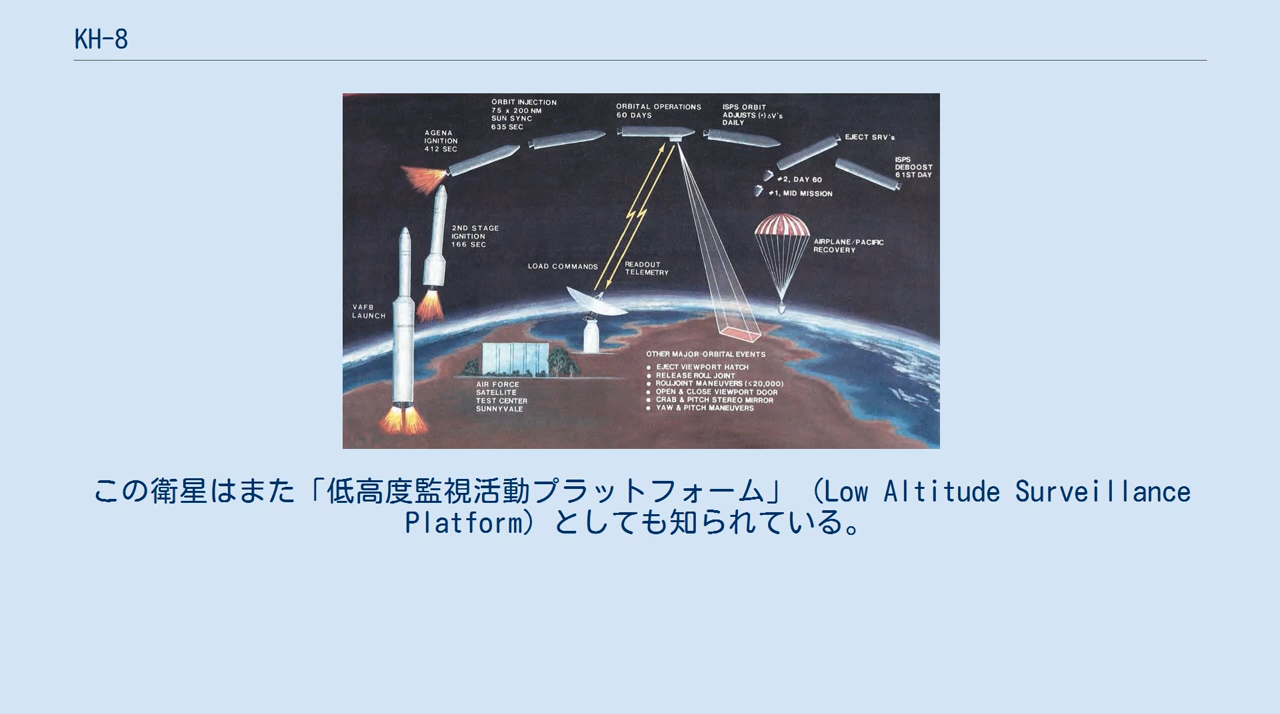 KH-8
ORBIT INJECTION
75 x 200 NM
SUN SYNC
635 SEC
ORBITAL OPERATIONS
60 DAYS
ISPS ORBIT
ADJUSTS (+) ΔV's
DAILY
AGENA
IGNITION
412 SEC
EJECT SRV's
ISPS
DEBOOST
61ST DAY
#2, DAY 60
#1, MID MISSION
2ND STAGE
IGNITION
166 SEC
AIRPLANE/PACIFIC
RECOVERY
LOAD COMMANDS
READOUT
TELEMETRY
VAFB
LAUNCH
OTHER MAJOR ORBITAL EVENTS
● EJECT VIEWPORT HATCH
● RELEASE ROLL JOINT
● ROLLJOINT MANEUVERS (≤20,000)
● OPEN & CLOSE VIEWPORT DOOR
● CRAB & PITCH STEREO MIRROR
● YAW & PITCH MANEUVERS
AIR FORCE
SATELLITE
TEST CENTER
SUNNYVALE
この衛星はまた「低高度監視活動プラットフォーム」（Low Altitude Surveillance
Platform）としても知られている。